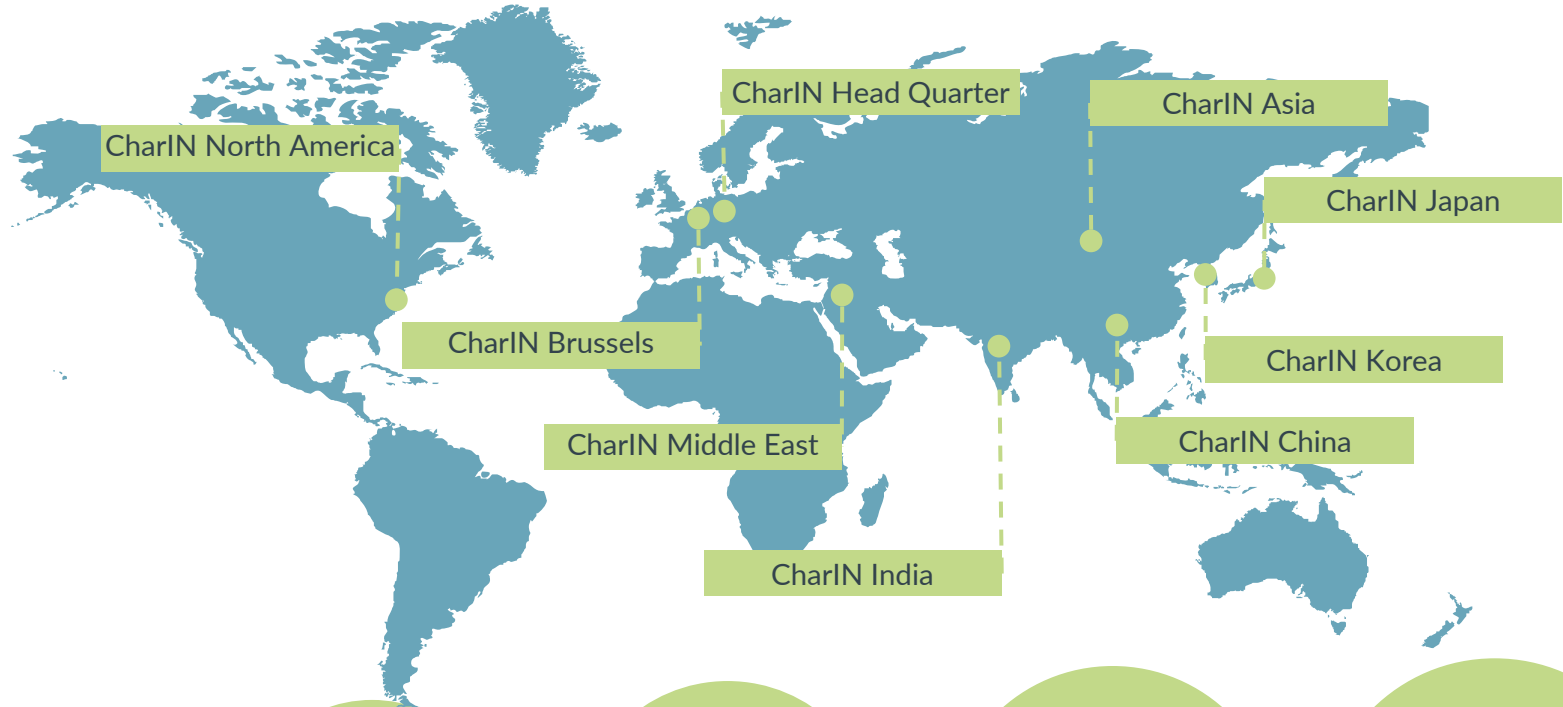 CharIN Head Quarter
CharIN Asia
CharIN North America
CharIN Japan
CharIN Brussels
CharIN Korea
CharIN Middle East
CharIN China
CharIN India